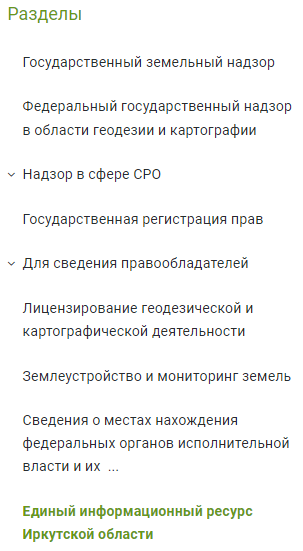 Разделы
Государственный земельный надзор
Федеральный государственный надзор
в области геодезии и картографии
Надзор в сфере СРО
Государственная регистрация прав
Для сведения правообладателей
Лицензирование геодезической и
картографической деятельности
Землеустройство и мониторинг земель
Сведения о местах нахождения
федеральных органов исполнительной
власти и их ...
Единый информационный ресурс
Иркутской области